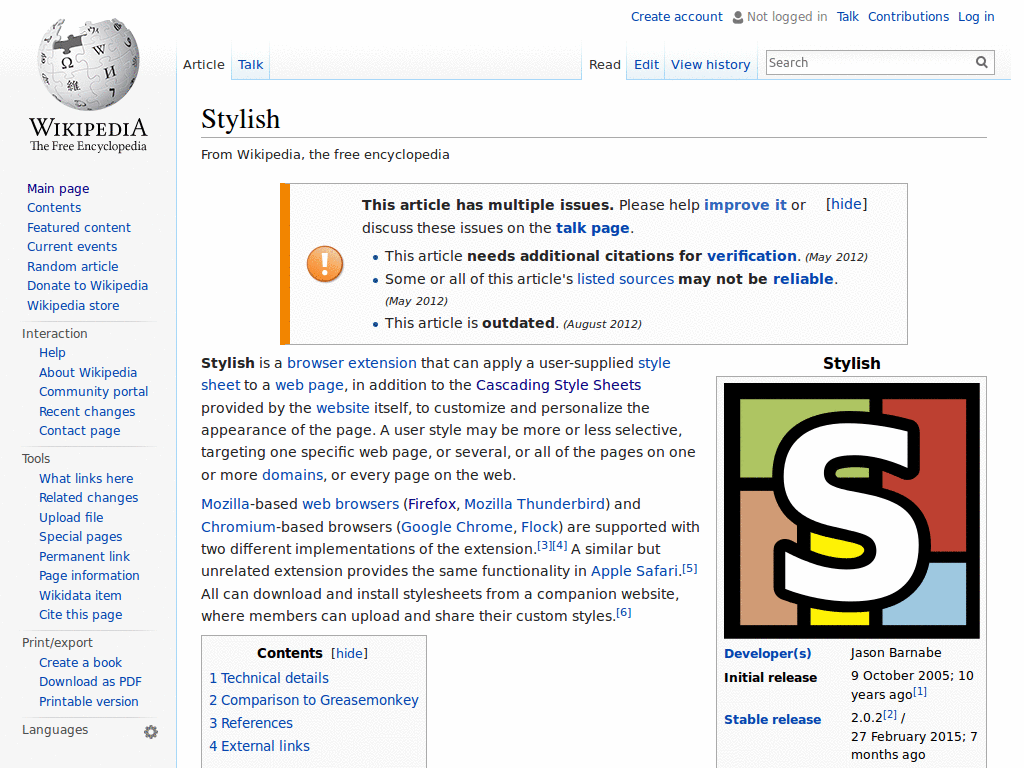 Create account Not logged in Talk Contributions Log in
Article Talk Read Edit View history Search
WIKIPEDIA
The Free Encyclopedia
Main page
Contents
Featured content
Current events
Random article
Donate to Wikipedia
Wikipedia store
Interaction
Help
About Wikipedia
Community portal
Recent changes
Contact page
Tools
What links here
Related changes
Upload file
Special pages
Permanent link
Page information
Wikidata item
Cite this page
Print/export
Create a book
Download as PDF
Printable version
Languages
Stylish
From Wikipedia, the free encyclopedia
This article has multiple issues. Please help improve it or [hide]
discuss these issues on the talk page.
• This article needs additional citations for verification. (May 2012)
• Some or all of this article's listed sources may not be reliable.
(May 2012)
• This article is outdated. (August 2012)
Stylish is a browser extension that can apply a user-supplied style
sheet to a web page, in addition to the Cascading Style Sheets
provided by the website itself, to customize and personalize the
appearance of the page. A user style may be more or less selective,
targeting one specific web page, or several, or all of the pages on one
or more domains, or every page on the web.
Mozilla-based web browsers (Firefox, Mozilla Thunderbird) and
Chromium-based browsers (Google Chrome, Flock) are supported with
two different implementations of the extension.[3][4] A similar but
unrelated extension provides the same functionality in Apple Safari.[5]
All can download and install stylesheets from a companion website,
where members can upload and share their custom styles.[6]
Contents [hide]
1 Technical details
2 Comparison to Greasemonkey
3 References
4 External links
Stylish
S
Developer(s) Jason Barnabe
Initial release 9 October 2005; 10
years ago[1]
Stable release 2.0.2[2] /
27 February 2015; 7
months ago